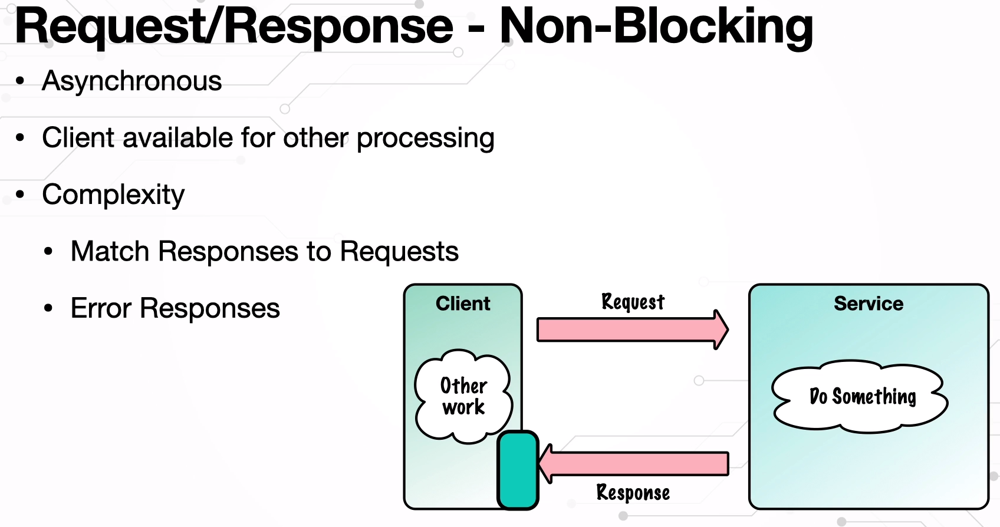 Request/Response - Non-Blocking
• Asynchronous
• Client available for other processing
• Complexity
• Match Responses to Requests
• Error Responses
Client
Request
Service
Other
work
Do Something
Response